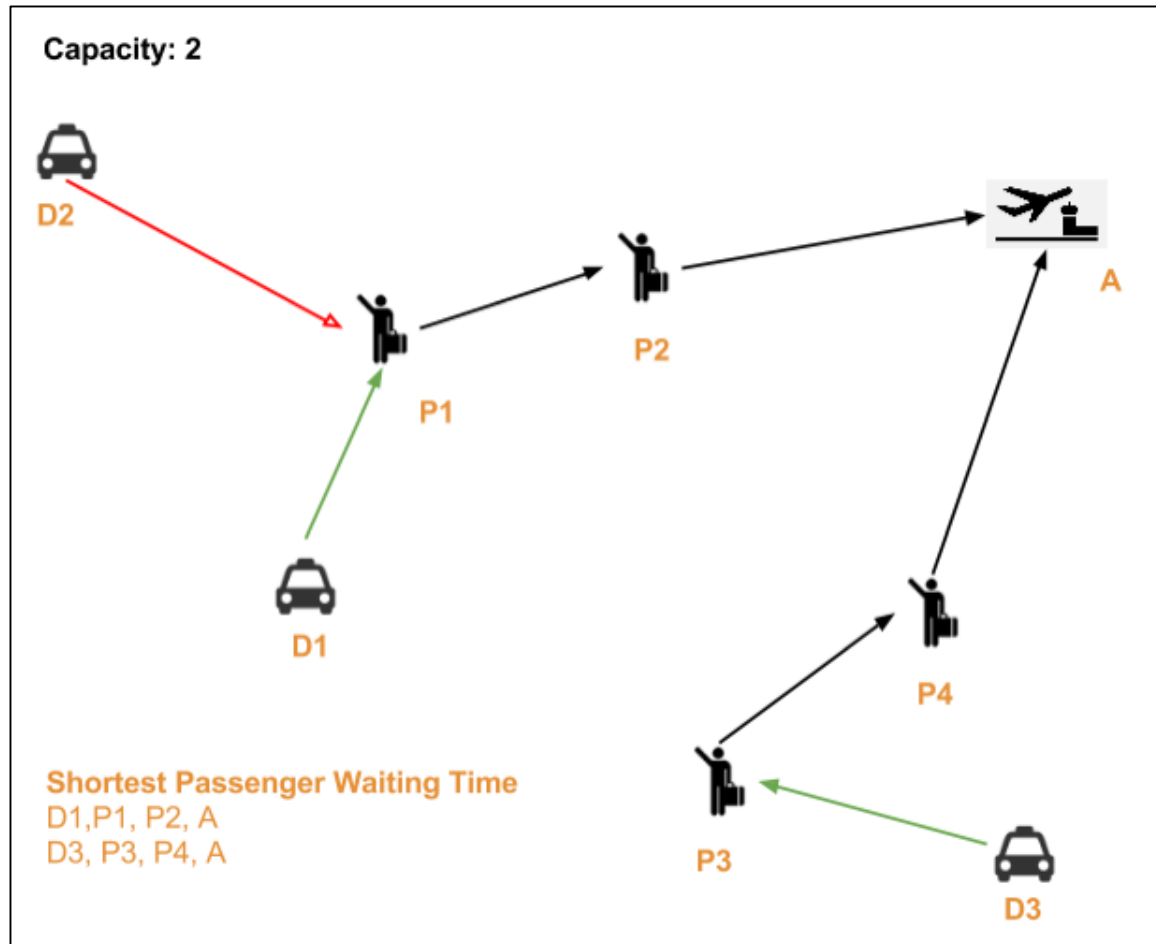 Capacity: 2
D2
A
P2
P1
D1
P4
Shortest Passenger Waiting Time
D1,P1, P2, A
D3, P3, P4, A
P3
D3